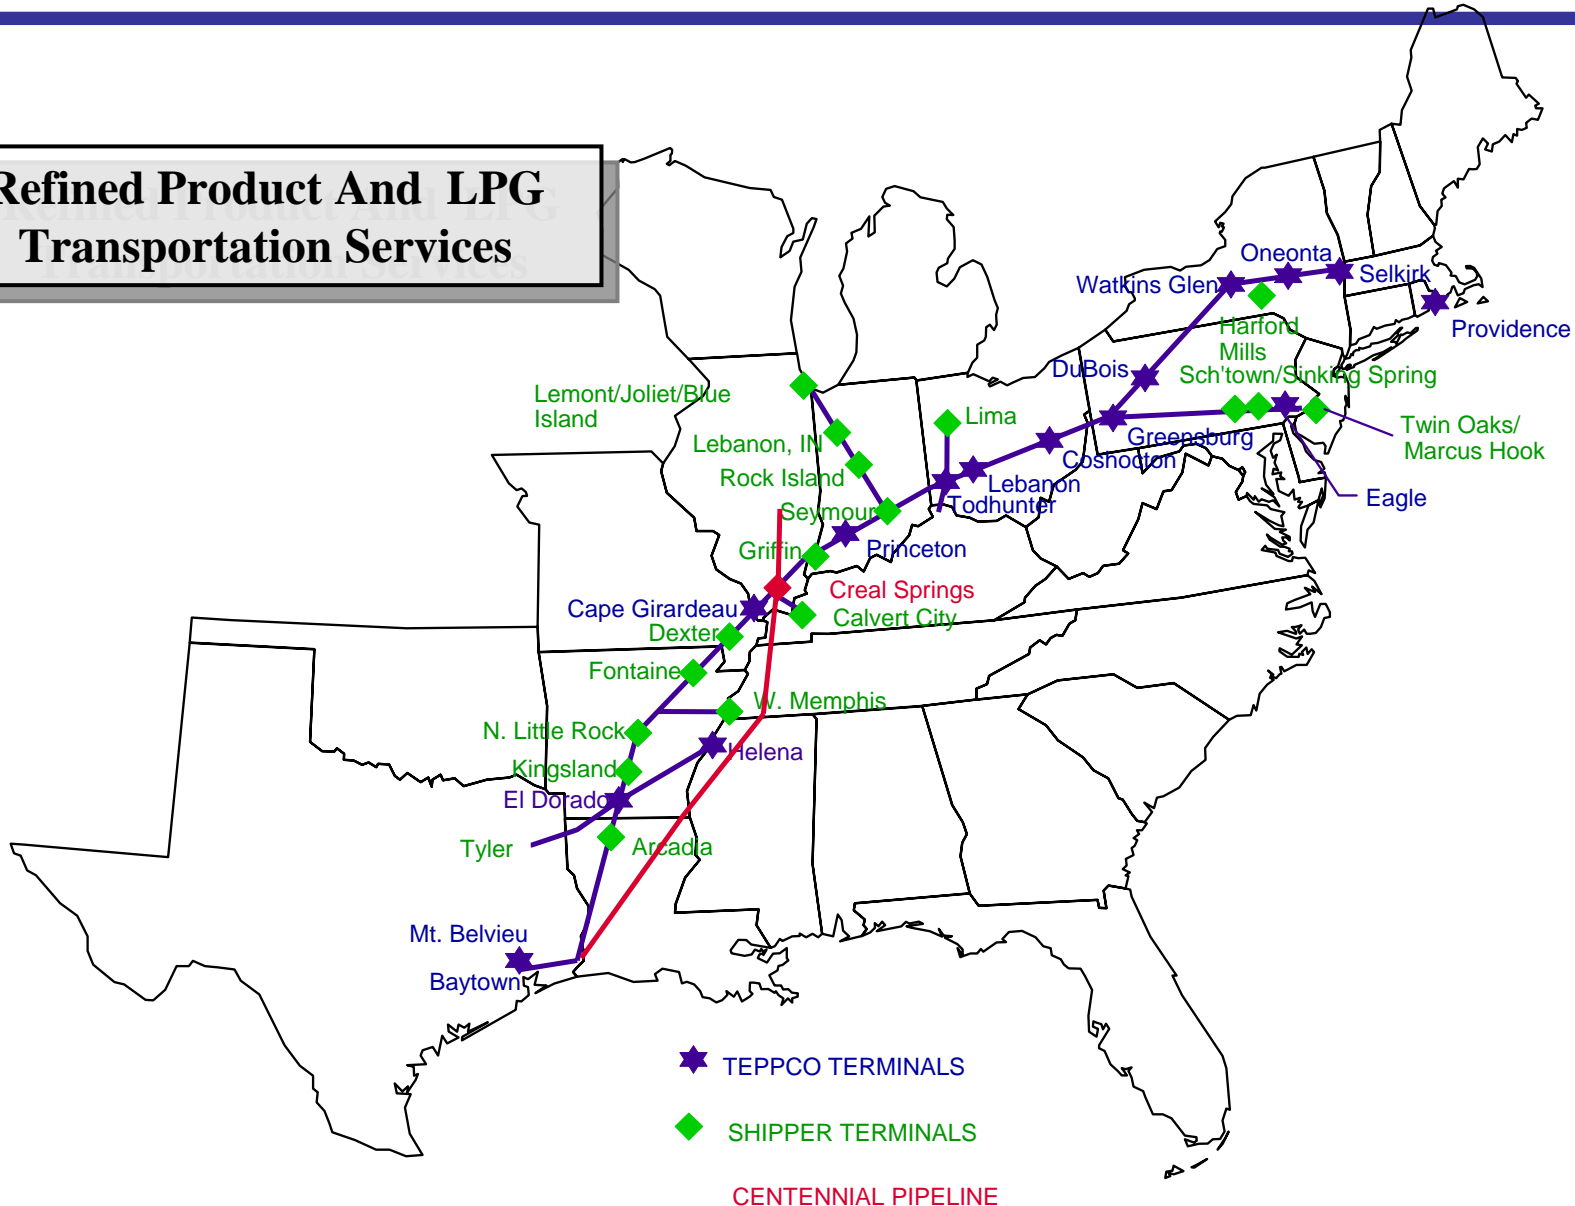 Refined Product And LPG
Transportation Services
Oneonta
Selkirk
Watkins Glen
Providence
Harford
Mills
DuBois
Sch'town/Sinking Spring
Lemont/Joliet/Blue
Island
Lima
Twin Oaks/
Marcus Hook
Lebanon, IN
Greensburg
Coshocton
Rock Island
Lebanon
Eagle
Todhunter
Seymour
Griffin
Princeton
Creal Springs
Cape Girardeau
Calvert City
Dexter
Fontaine
W. Memphis
N. Little Rock
Helena
Kingsland
El Dorado
Tyler
Arcadia
Mt. Belvieu
Baytown
TEPPCO TERMINALS
SHIPPER TERMINALS
CENTENNIAL PIPELINE